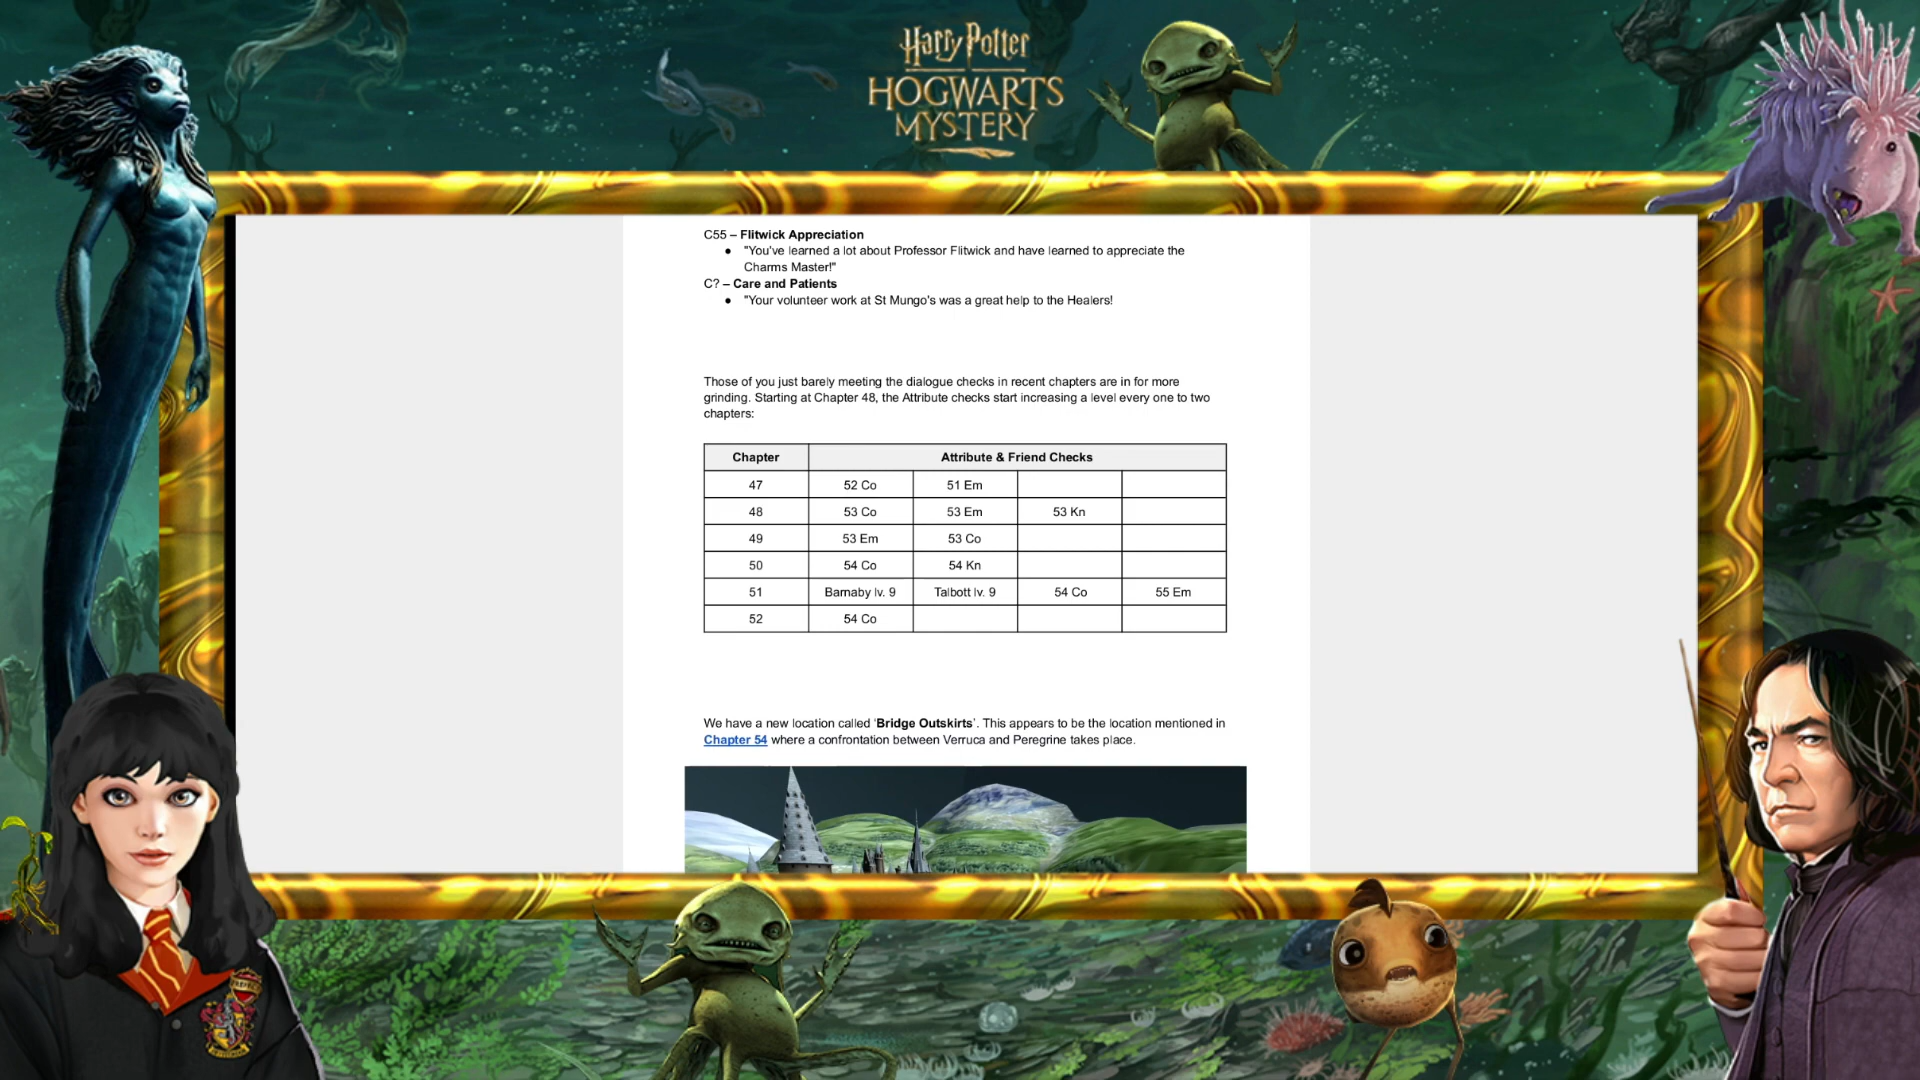 Harry Potter
HOGWARTS
MYSTERY
C55 – Flitwick Appreciation
● "You've learned a lot about Professor Flitwick and have learned to appreciate the
Charms Master!"
C? – Care and Patients
● "Your volunteer work at St Mungo's was a great help to the Healers!
Those of you just barely meeting the dialogue checks in recent chapters are in for more
grinding. Starting at Chapter 48, the Attribute checks start increasing a level every one to two
chapters:
Chapter Attribute & Friend Checks
47 52 Co 51 Em
48 53 Co 53 Em 53 Kn
49 53 Em 53 Co
50 54 Co 54 Kn
51 Barnaby lv. 9 Talbott lv. 9 54 Co 55 Em
52 54 Co
We have a new location called 'Bridge Outskirts'. This appears to be the location mentioned in
Chapter 54 where a confrontation between Verruca and Peregrine takes place.
PREFECT